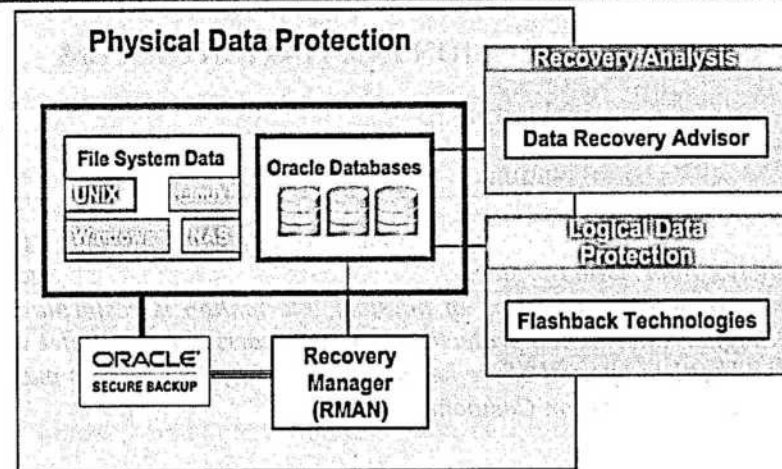 Physical Data Protection
File System Data
UNIX
Linux
Windows
NAS
Oracle Databases
ORACLE®
SECURE BACKUP
Recovery
Manager
(RMAN)
Recovery Analysis
Data Recovery Advisor
Logical Data
Protection
Flashback Technologies